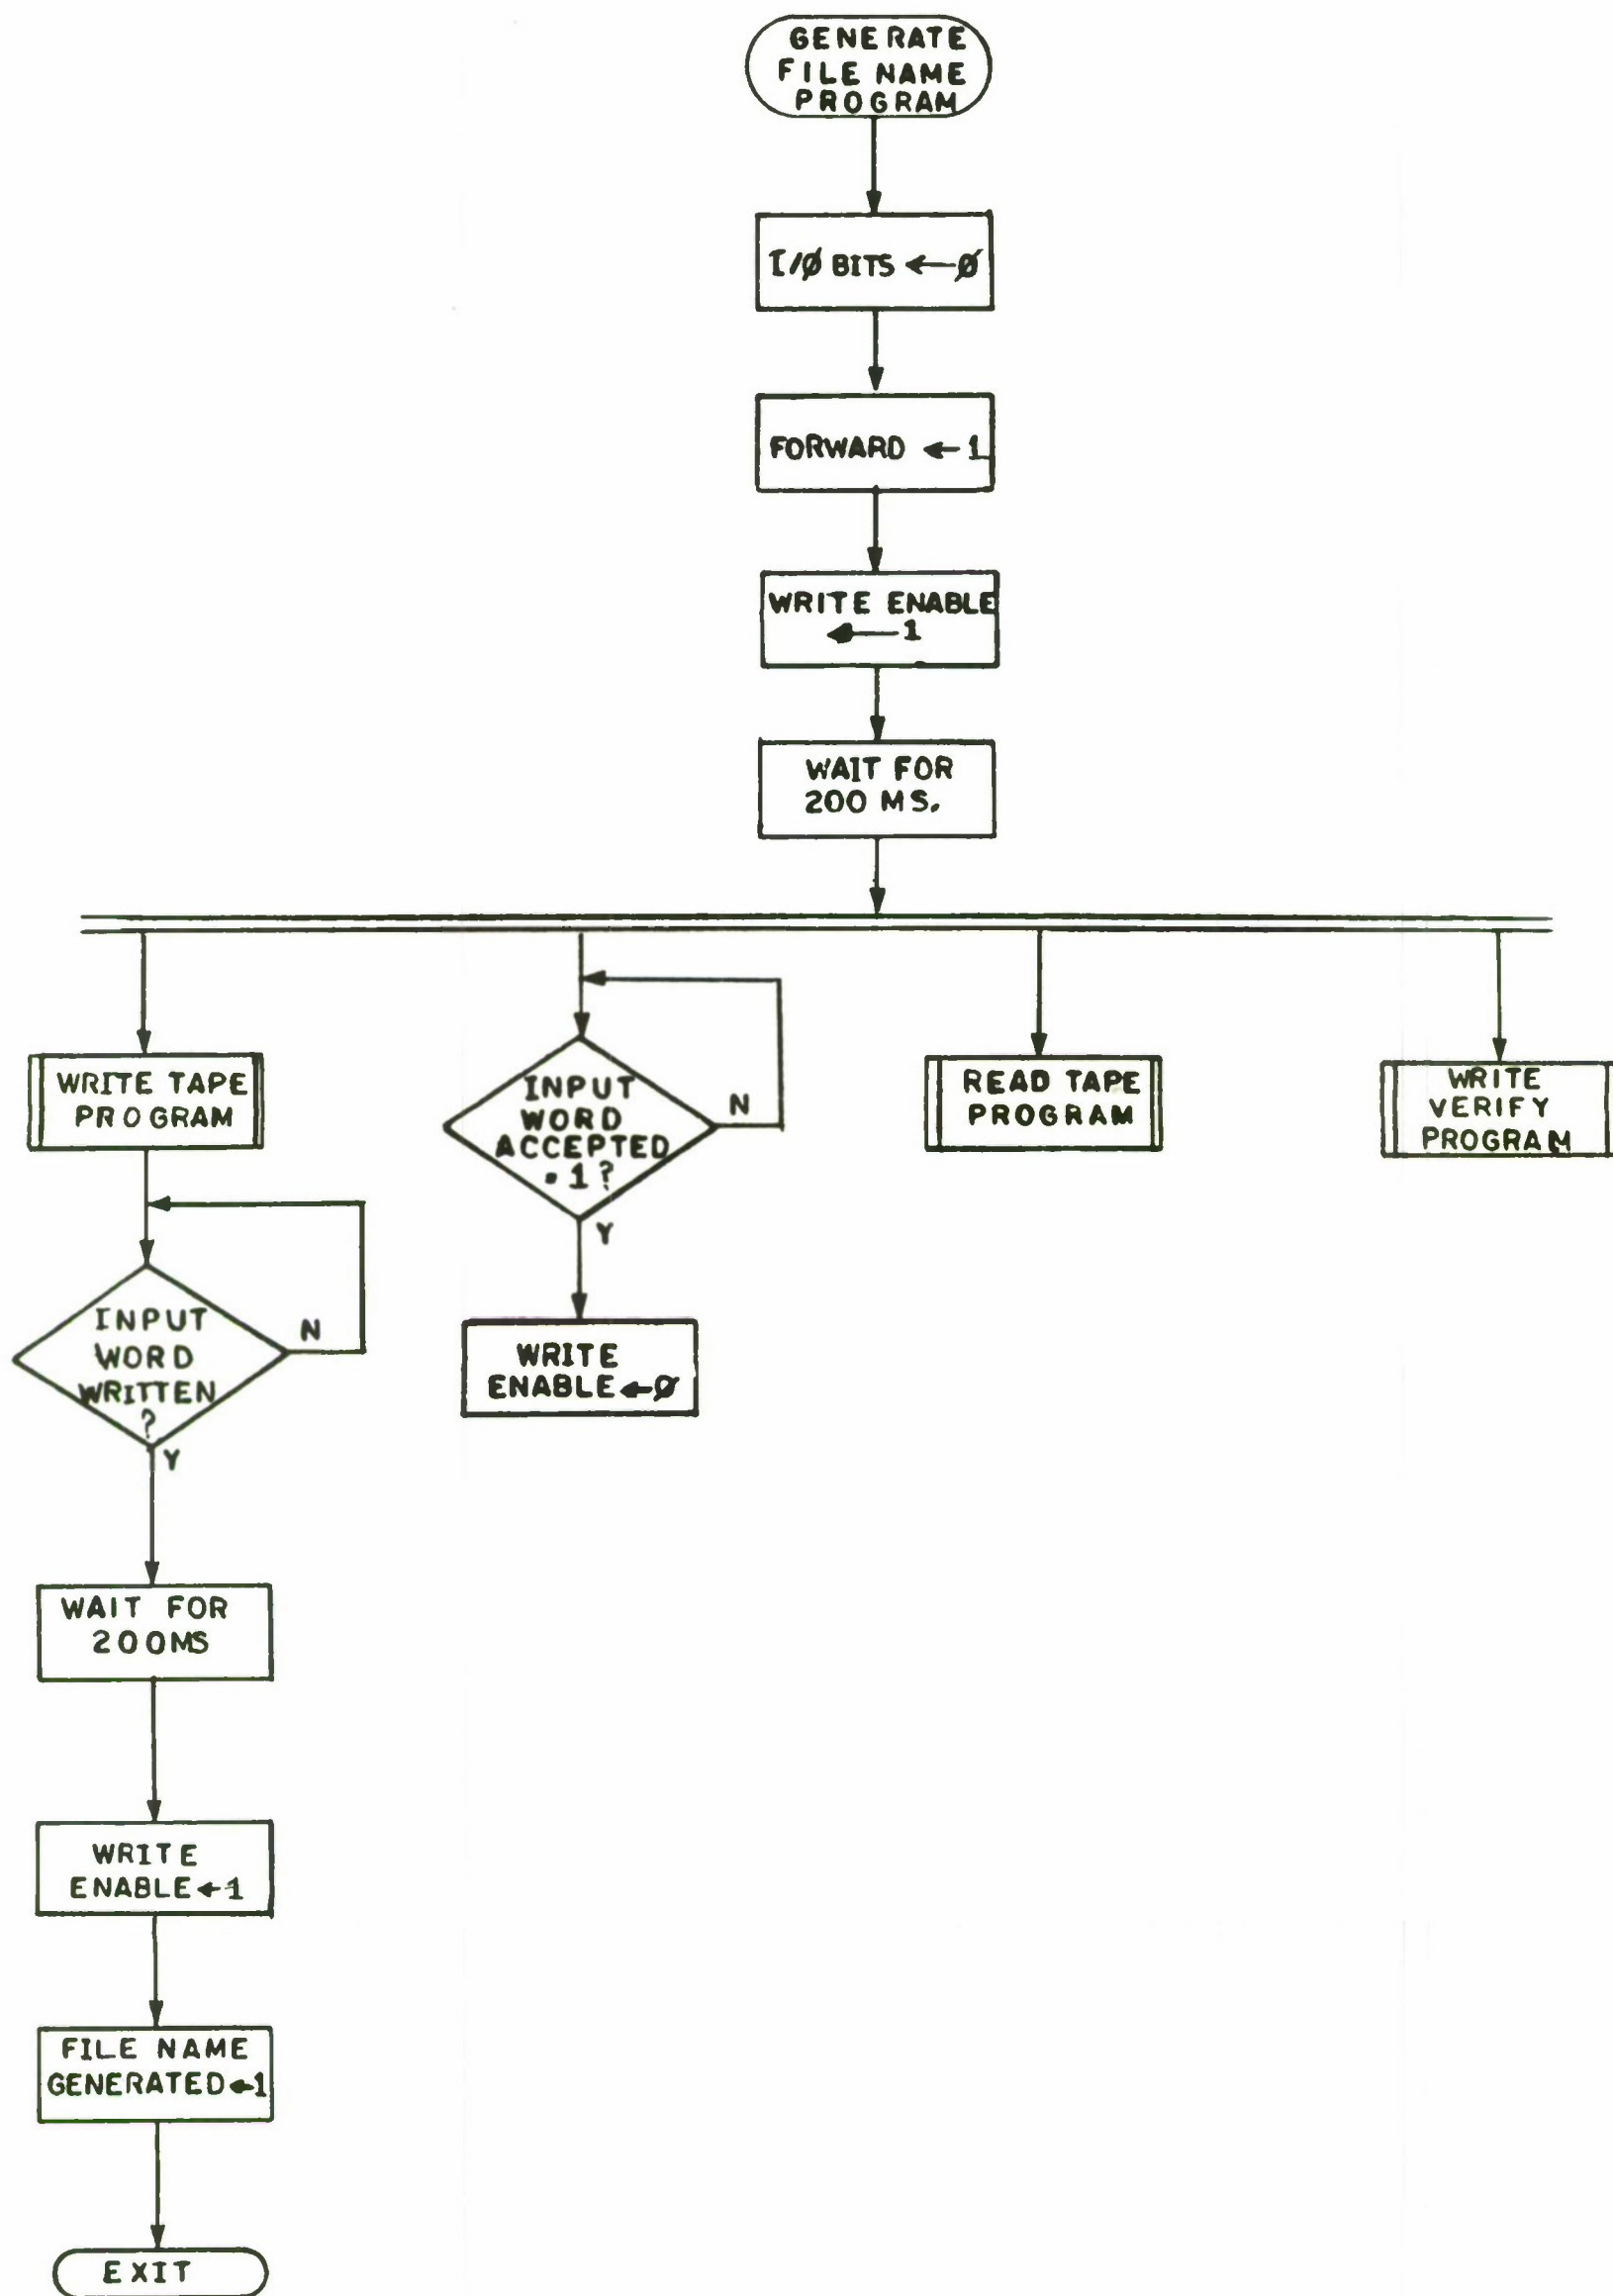 GENERATE
FILE NAME
PROGRAM
I/Ø BITS ←Ø
FORWARD ← 1
WRITE ENABLE
← 1
WAIT FOR
200 MS.
WRITE TAPE
PROGRAM
INPUT
WORD
ACCEPTED
= 1 ?
N
Y
READ TAPE
PROGRAM
WRITE
VERIFY
PROGRAM
INPUT
WORD
WRITTEN
?
N
Y
WRITE
ENABLE←Ø
WAIT FOR
200MS
WRITE
ENABLE←1
FILE NAME
GENERATED←1
EXIT